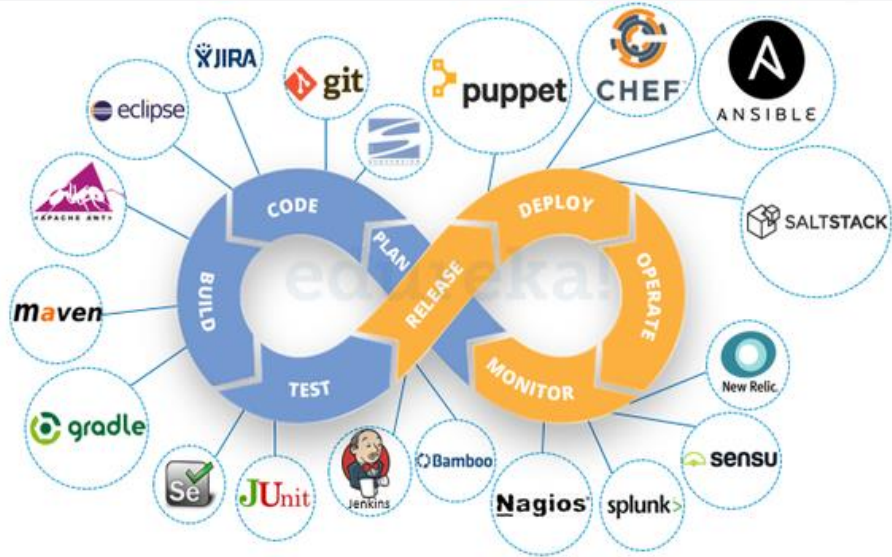 JIRA
git
eclipse
SUBVERSION
puppet
CHEF
ANSIBLE
<APACHE ANT>
SALTSTACK
maven
gradle
CODE
PLAN
BUILD
TEST
RELEASE
DEPLOY
OPERATE
MONITOR
edureka!
New Relic.
Se
JUnit
Jenkins
Bamboo
Nagios
splunk>
sensu